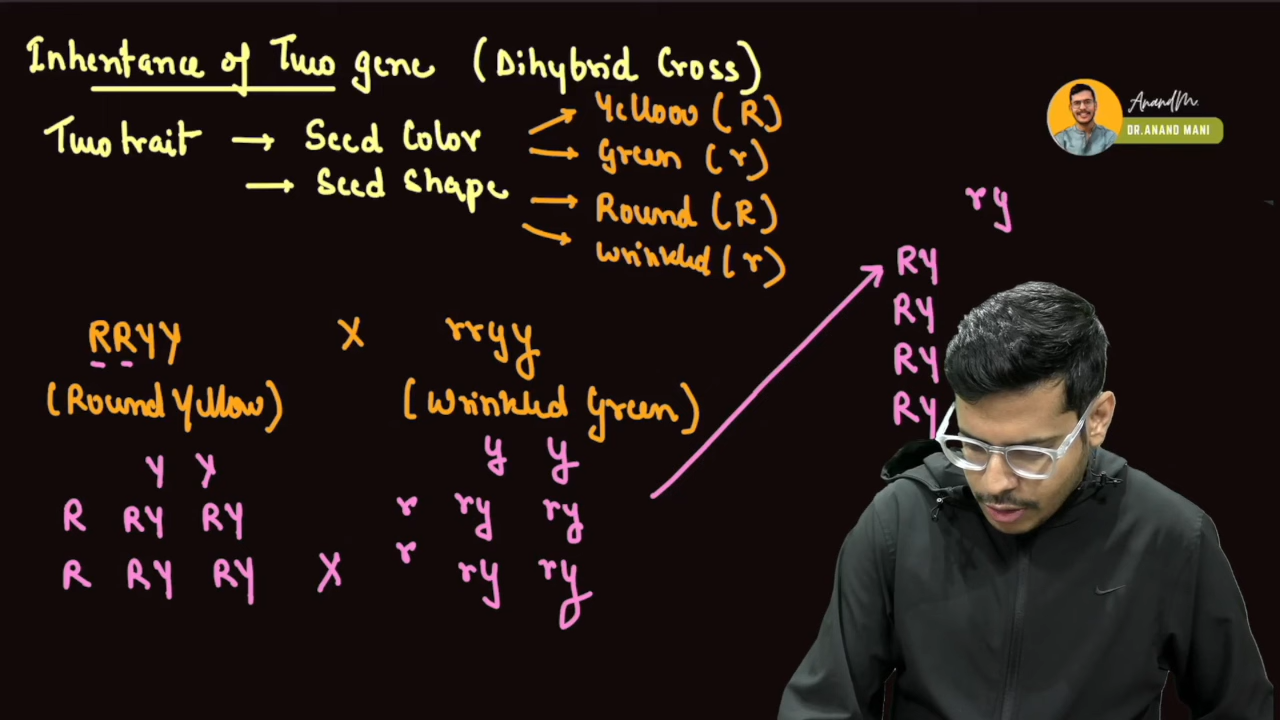 Inheritance of Two gene (Dihybrid Cross)
Two trait → Seed Color
→ Seed Shape
Yellow (R)
Green (r)
Round (R)
Wrinkled (r)
RRYY X rryy
(Round Yellow) (Wrinkled Green)
Y Y
R RY RY
R RY RY
X
y y
r ry ry
r ry ry
ry
RY
RY
RY
RY
AnandM.
DR.ANAND MANI